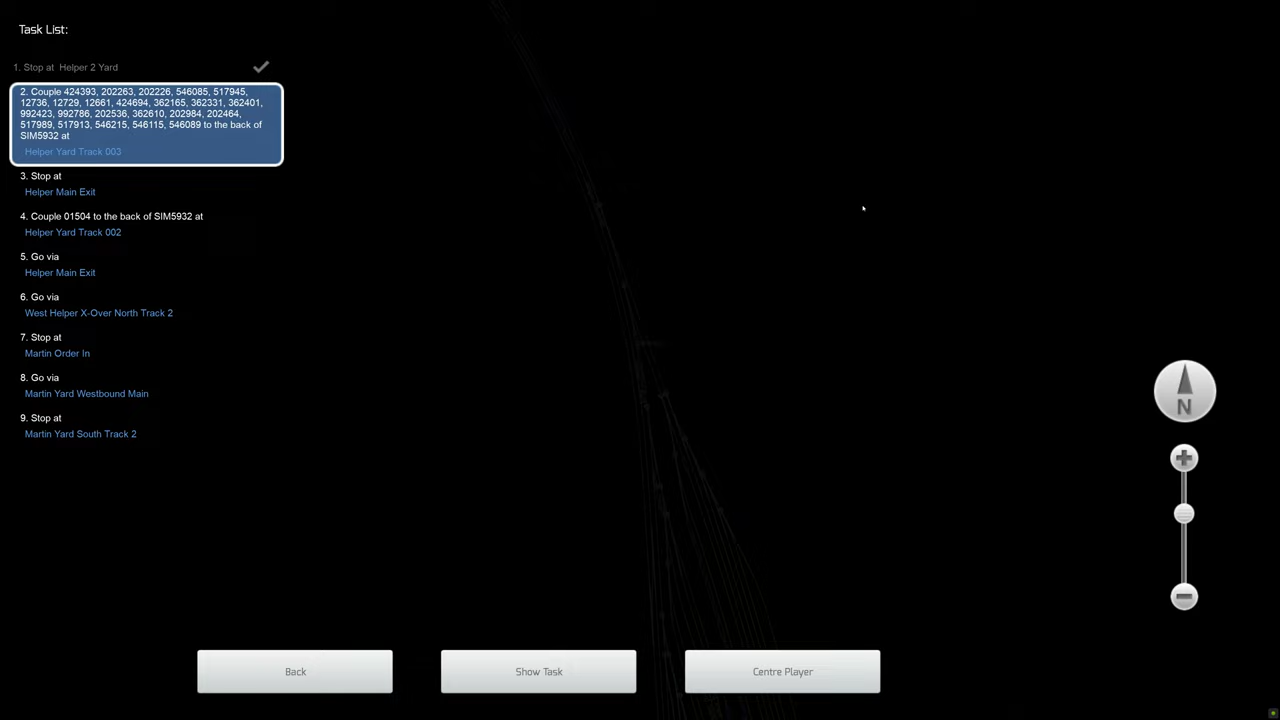 Task List:
1. Stop at  Helper 2 Yard
2. Couple 424393, 202263, 202226, 546085, 517945,
12736, 12729, 12661, 424694, 362165, 362331, 362401,
992423, 992786, 202536, 362610, 202984, 202464,
517989, 517913, 546215, 546115, 546089 to the back of
SIM5932 at
Helper Yard Track 003
3. Stop at
Helper Main Exit
4. Couple 01504 to the back of SIM5932 at
Helper Yard Track 002
5. Go via
Helper Main Exit
6. Go via
West Helper X-Over North Track 2
7. Stop at
Martin Order In
8. Go via
Martin Yard Westbound Main
9. Stop at
Martin Yard South Track 2
N
Back
Show Task
Centre Player